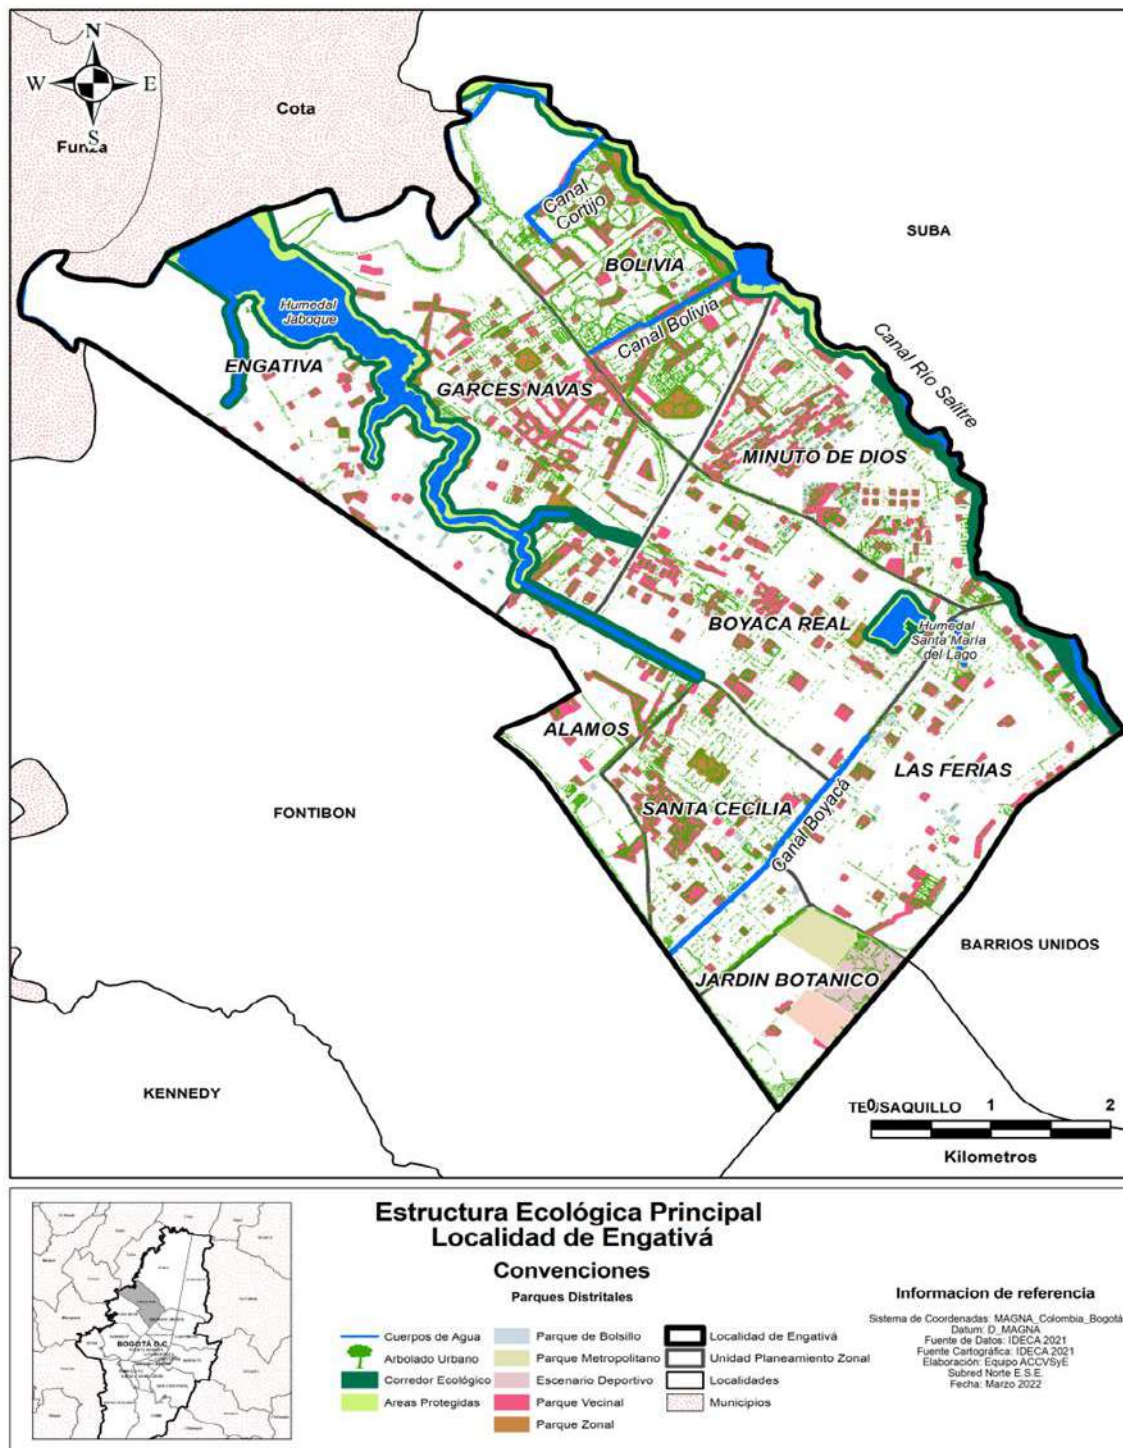 N
W
E
S
Funza
Cota
SUBA
Canal
Cortijo
BOLIVIA
Canal Bolivia
Humedal
Jaboque
ENGATIVA
GARCES NAVAS
Canal Río Salitre
MINUTO DE DIOS
BOYACA REAL
Humedal
Santa María
del Lago
ALAMOS
LAS FERIAS
SANTA CECILIA
Canal Boyacá
FONTIBON
BARRIOS UNIDOS
JARDIN BOTANICO
KENNEDY
TEUSAQUILLO
0 1 2
Kilometros
Estructura Ecológica Principal
Localidad de Engativá
Convenciones
Parques Distritales
Cuerpos de Agua
Arbolado Urbano
Corredor Ecológico
Areas Protegidas
Parque de Bolsillo
Parque Metropolitano
Escenario Deportivo
Parque Vecinal
Parque Zonal
Localidad de Engativá
Unidad Planeamiento Zonal
Localidades
Municipios
Informacion de referencia
Sistema de Coordenadas: MAGNA_Colombia_Bogotá
Datum: D_MAGNA
Fuente de Datos: IDECA 2021
Fuente Cartográfica: IDECA 2021
Elaboración: Equipo ACCVSyE
Subred Norte E.S.E.
Fecha: Marzo 2022
BOGOTÁ D.C.